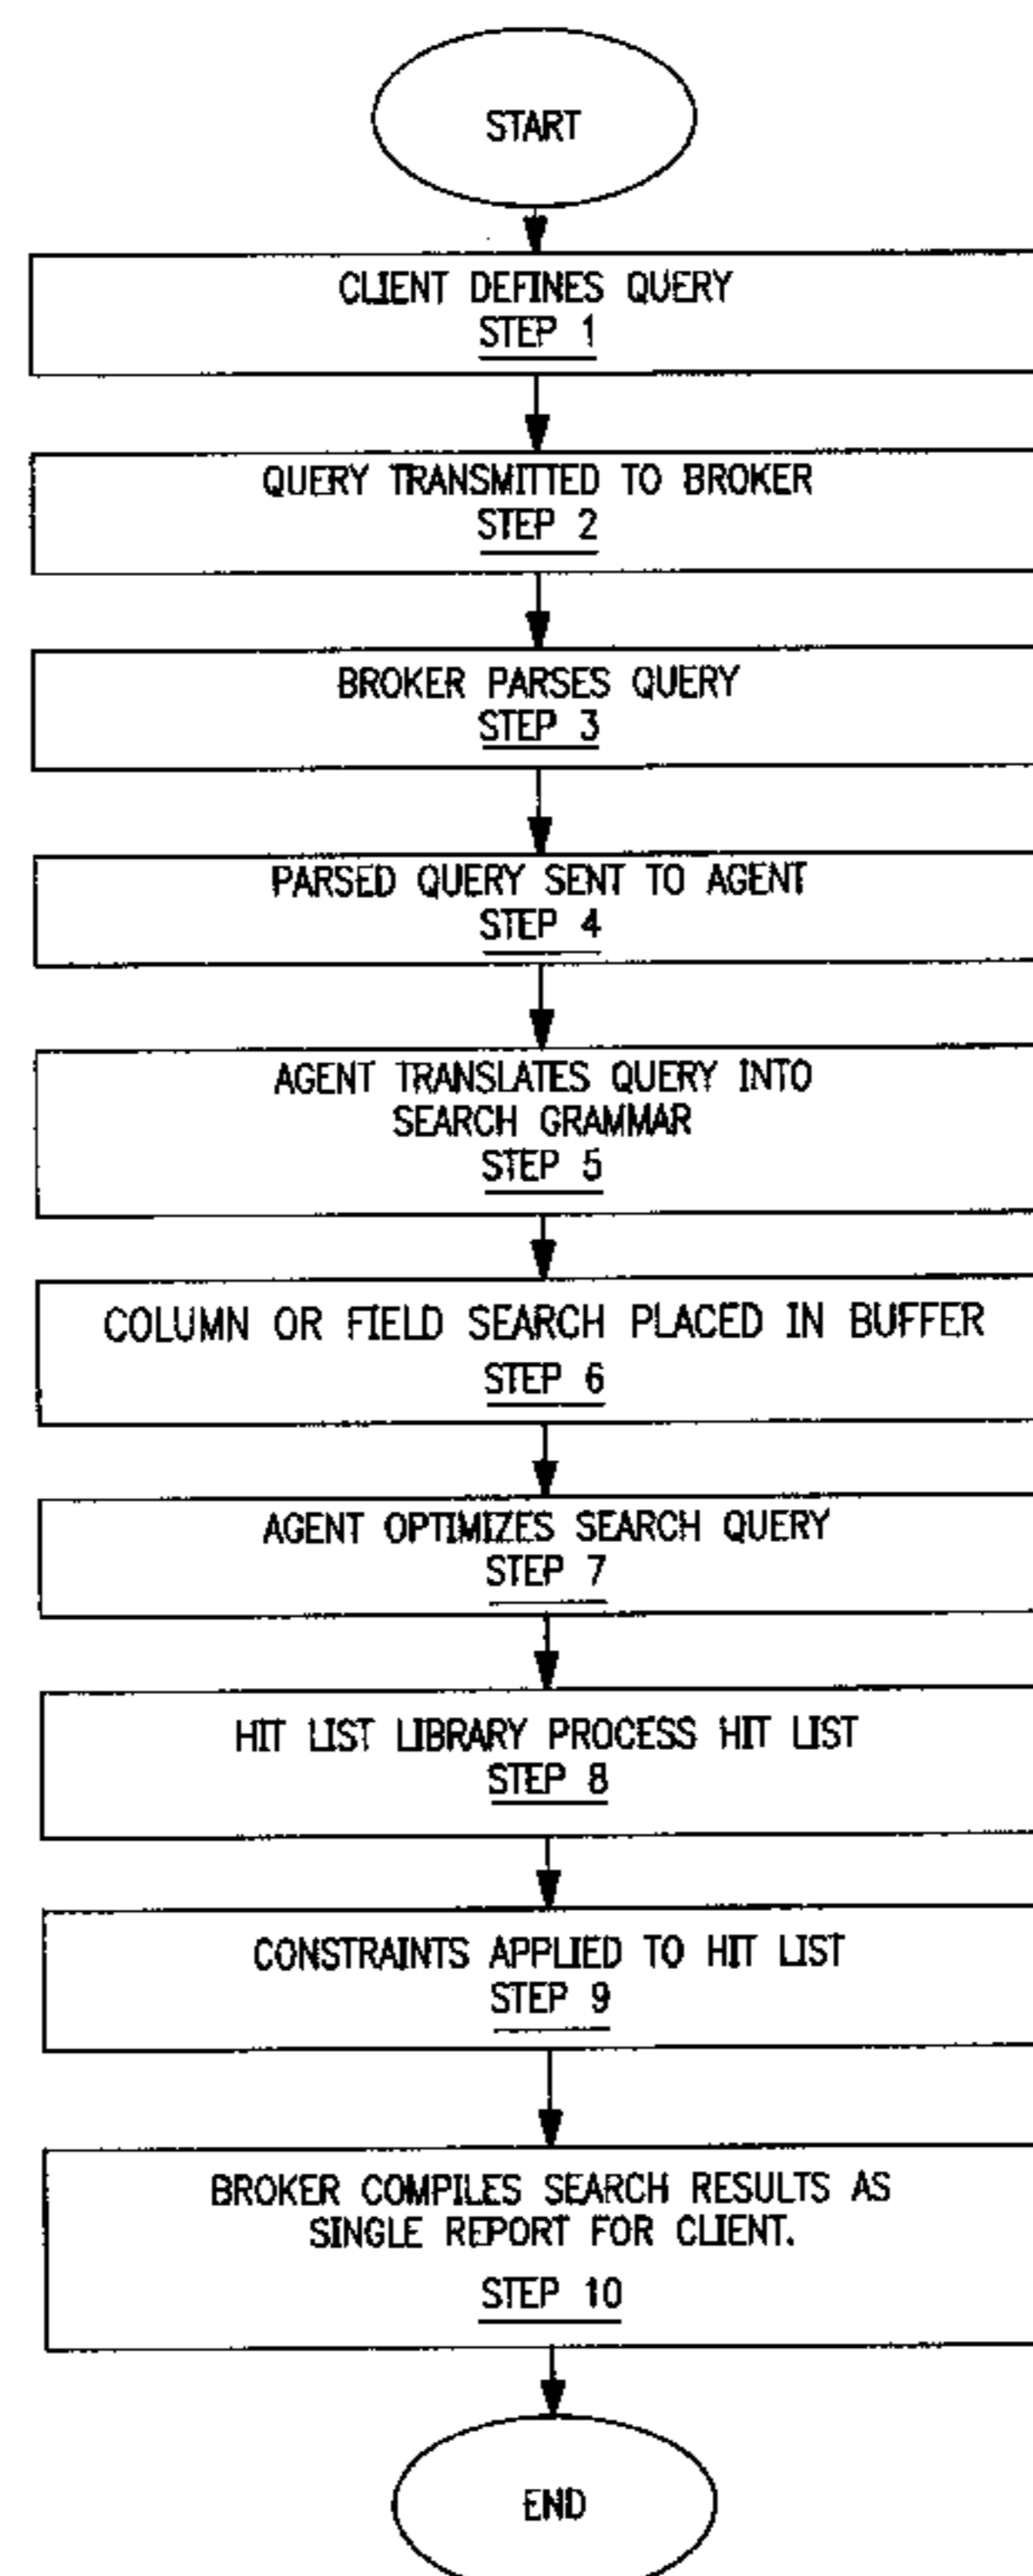 START
CLIENT DEFINES QUERY
STEP 1
QUERY TRANSMITTED TO BROKER
STEP 2
BROKER PARSES QUERY
STEP 3
PARSED QUERY SENT TO AGENT
STEP 4
AGENT TRANSLATES QUERY INTO
SEARCH GRAMMAR
STEP 5
COLUMN OR FIELD SEARCH PLACED IN BUFFER
STEP 6
AGENT OPTIMIZES SEARCH QUERY
STEP 7
HIT LIST LIBRARY PROCESS HIT LIST
STEP 8
CONSTRAINTS APPLIED TO HIT LIST
STEP 9
BROKER COMPILES SEARCH RESULTS AS
SINGLE REPORT FOR CLIENT.
STEP 10
END